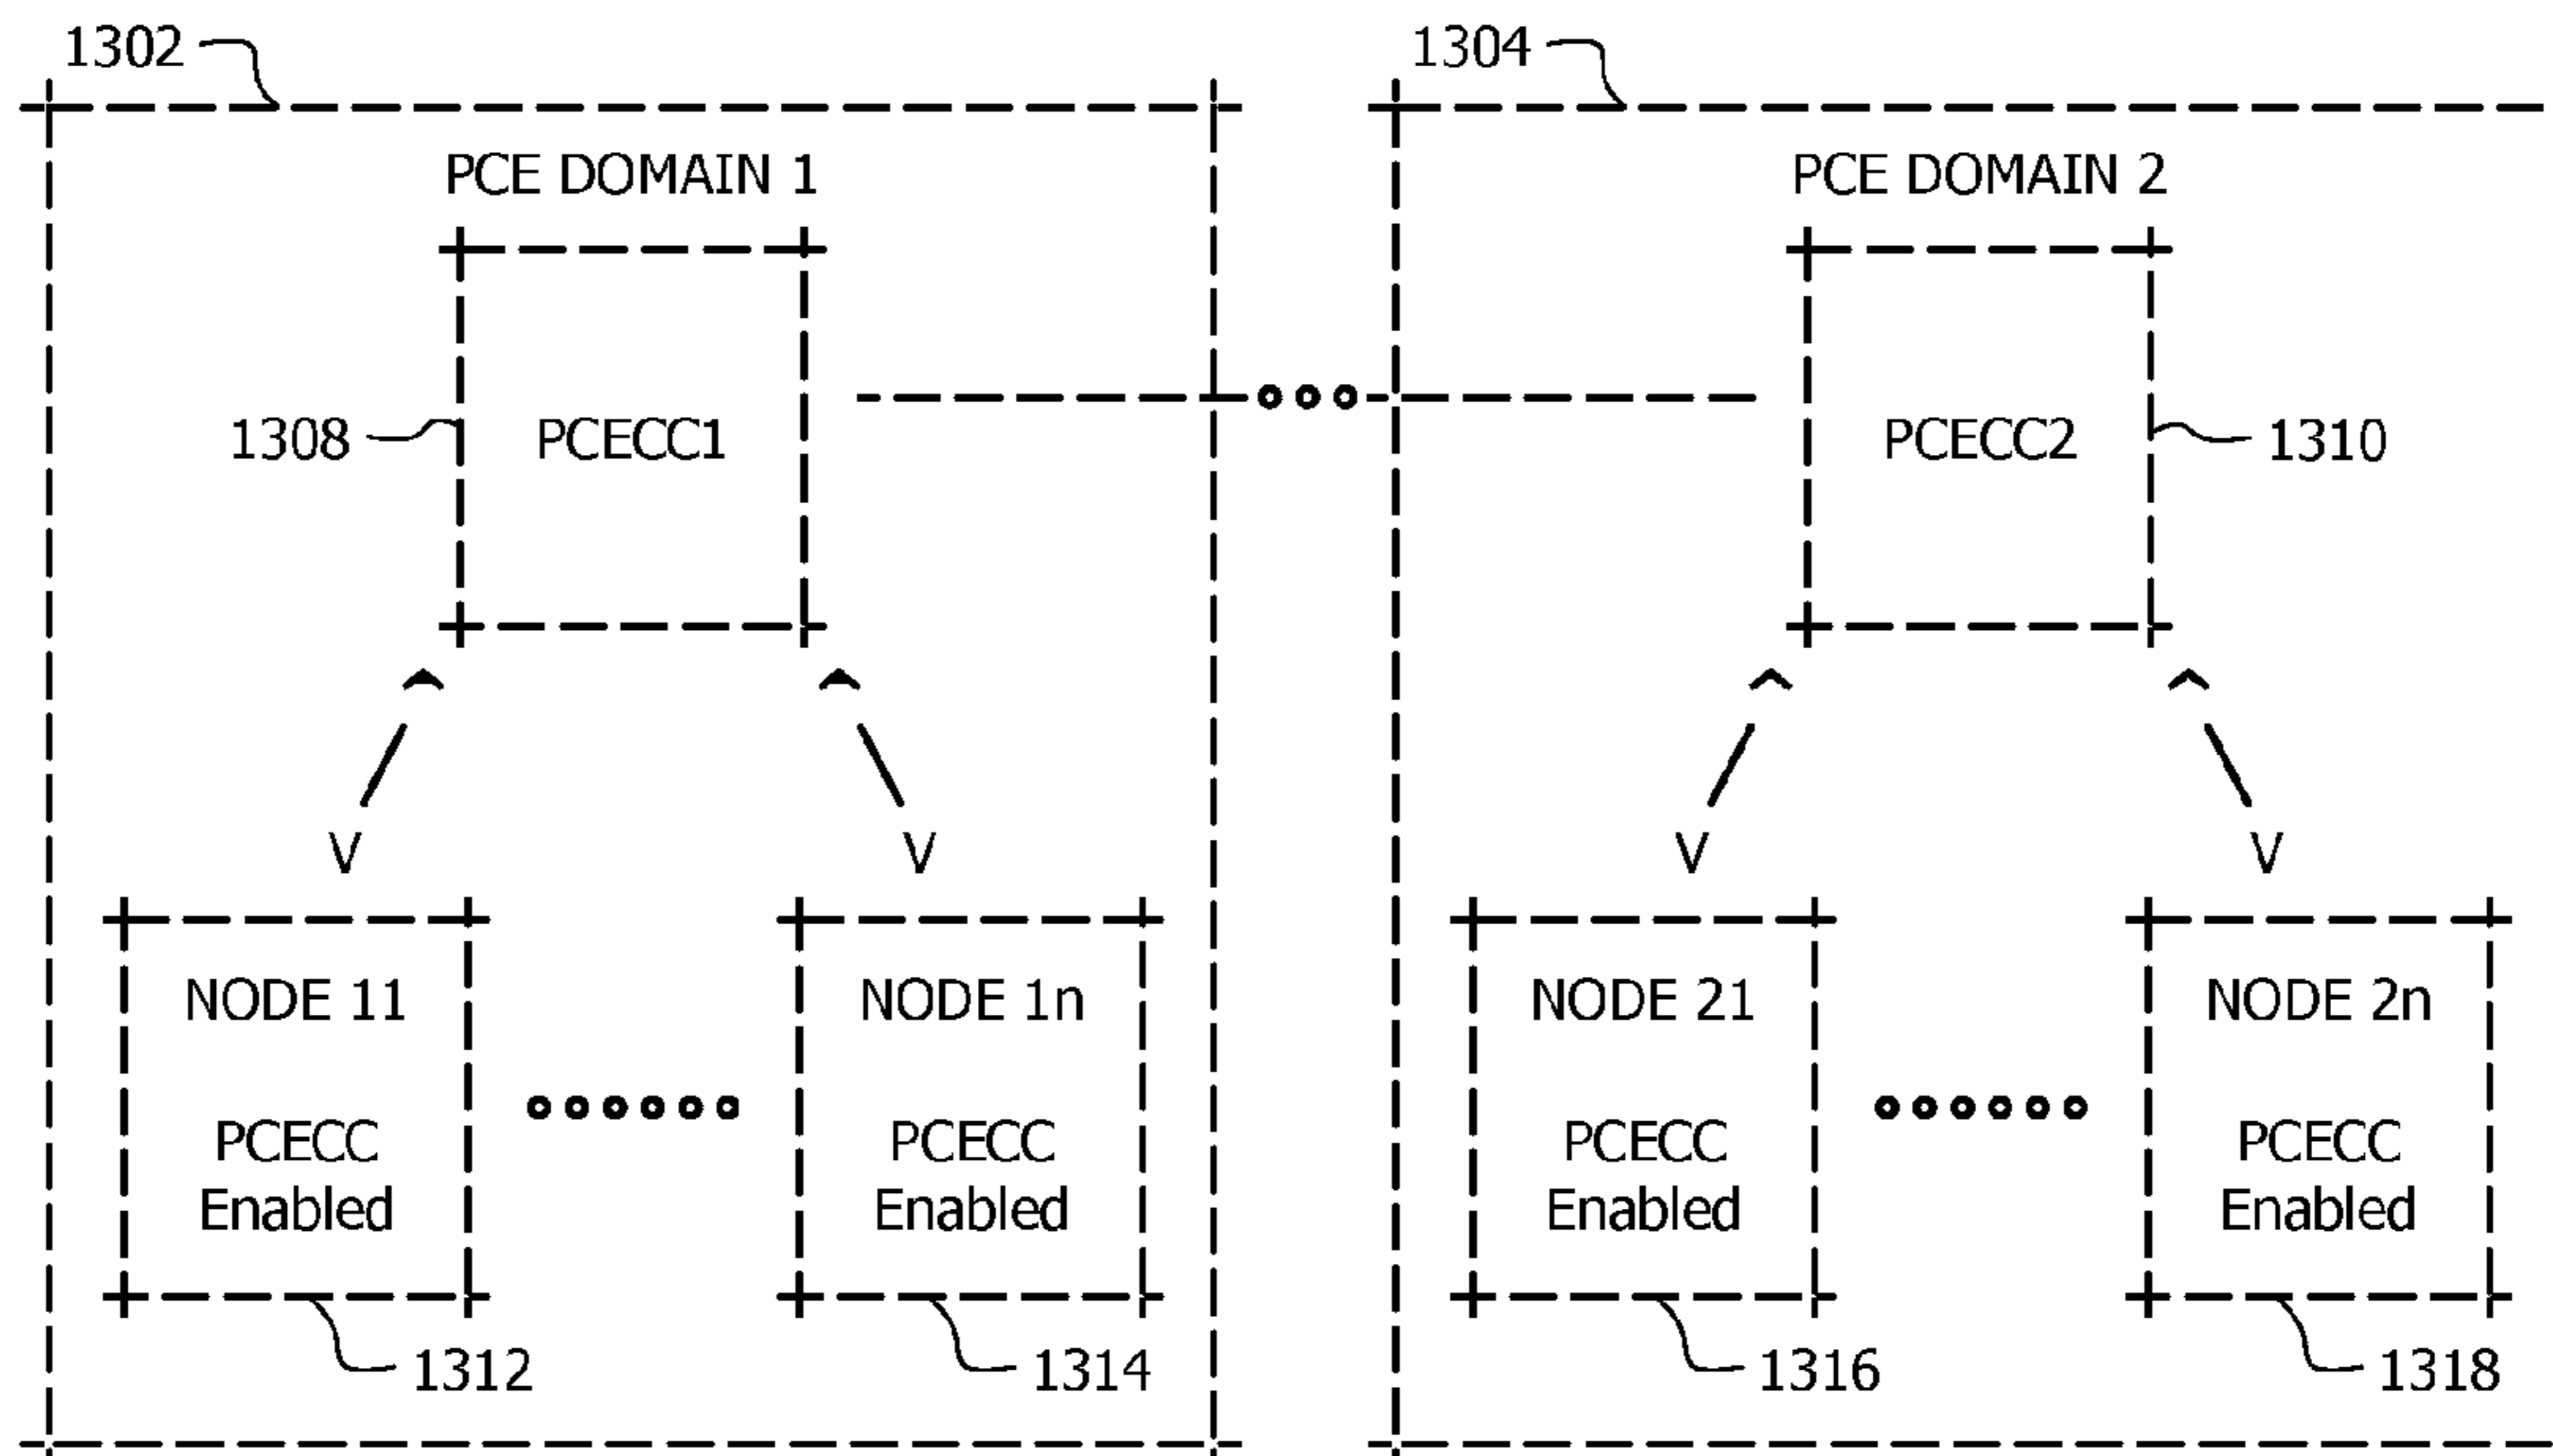 1302
1304
PCE DOMAIN 1
PCE DOMAIN 2
1308
PCECC1
PCECC2
1310
V
V
V
V
NODE 11
NODE 1n
NODE 21
NODE 2n
PCECC
Enabled
PCECC
Enabled
PCECC
Enabled
PCECC
Enabled
1312
1314
1316
1318